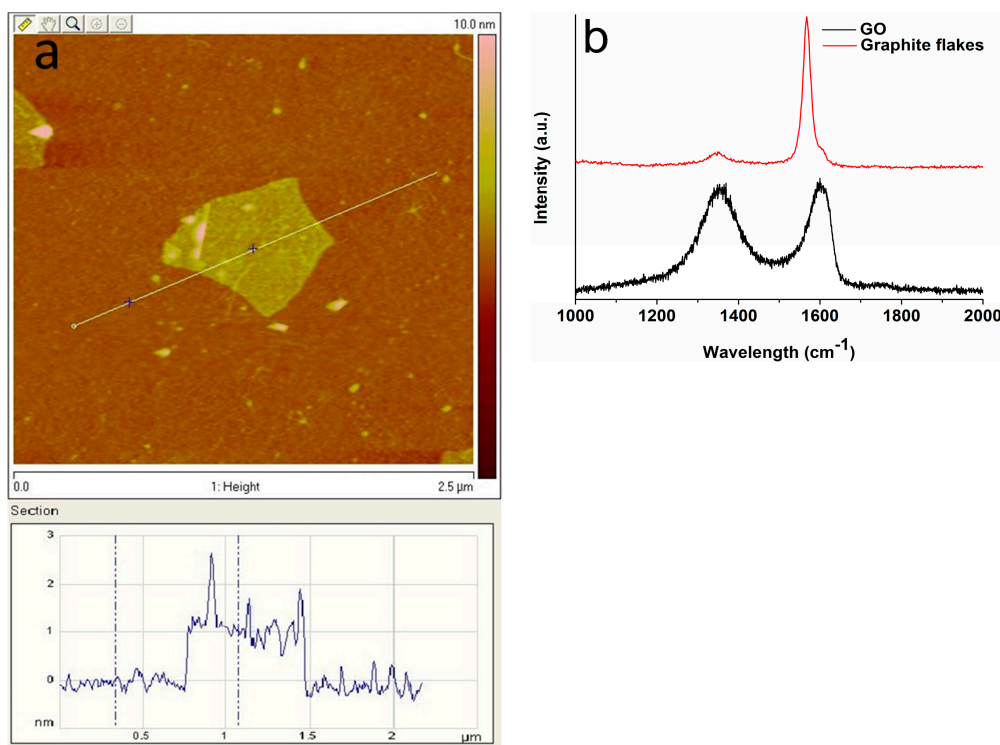 a
10.0 nm
0.0 1: Height 2.5 µm
Section
3
2
1
0
nm
0.5 1 1.5 2 µm
b
GO
Graphite flakes
Intensity (a.u.)
1000 1200 1400 1600 1800 2000
Wavelength (cm-1)